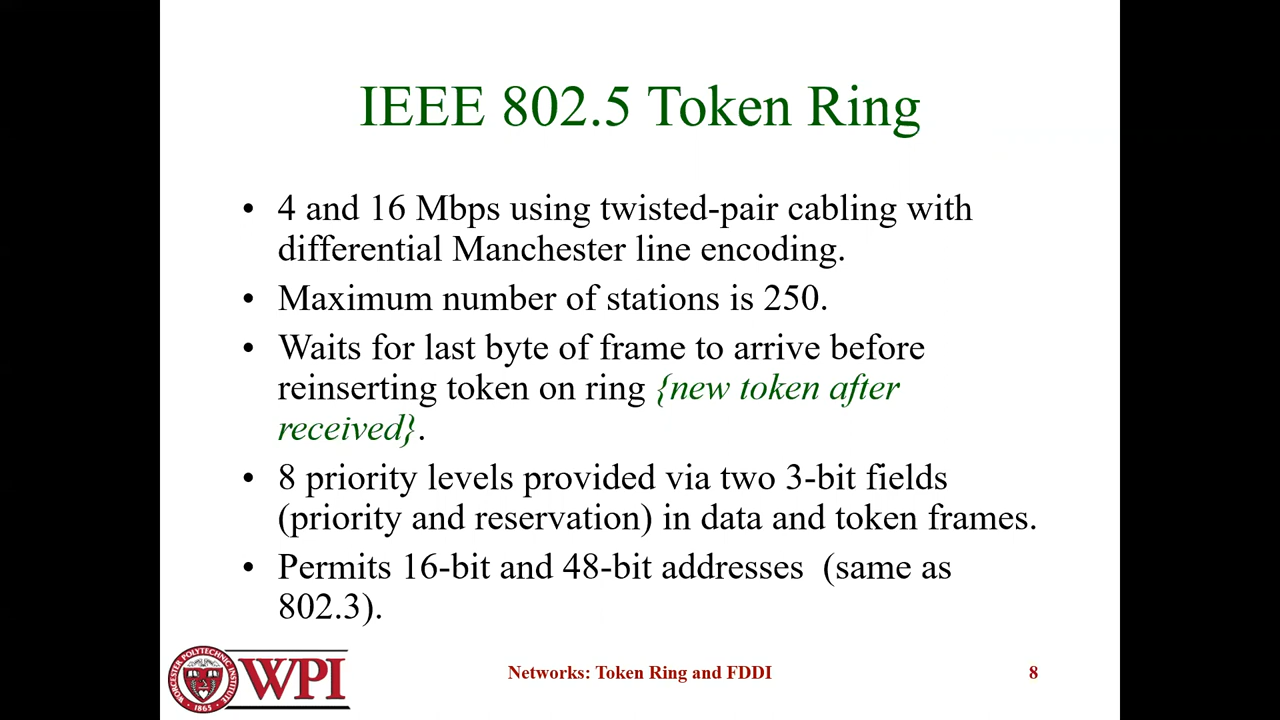 IEEE 802.5 Token Ring
• 4 and 16 Mbps using twisted-pair cabling with
differential Manchester line encoding.
• Maximum number of stations is 250.
• Waits for last byte of frame to arrive before
reinserting token on ring {new token after
received}.
• 8 priority levels provided via two 3-bit fields
(priority and reservation) in data and token frames.
• Permits 16-bit and 48-bit addresses  (same as
802.3).
WORCESTER POLYTECHNIC INSTITUTE
1865
WPI
Networks: Token Ring and FDDI
8